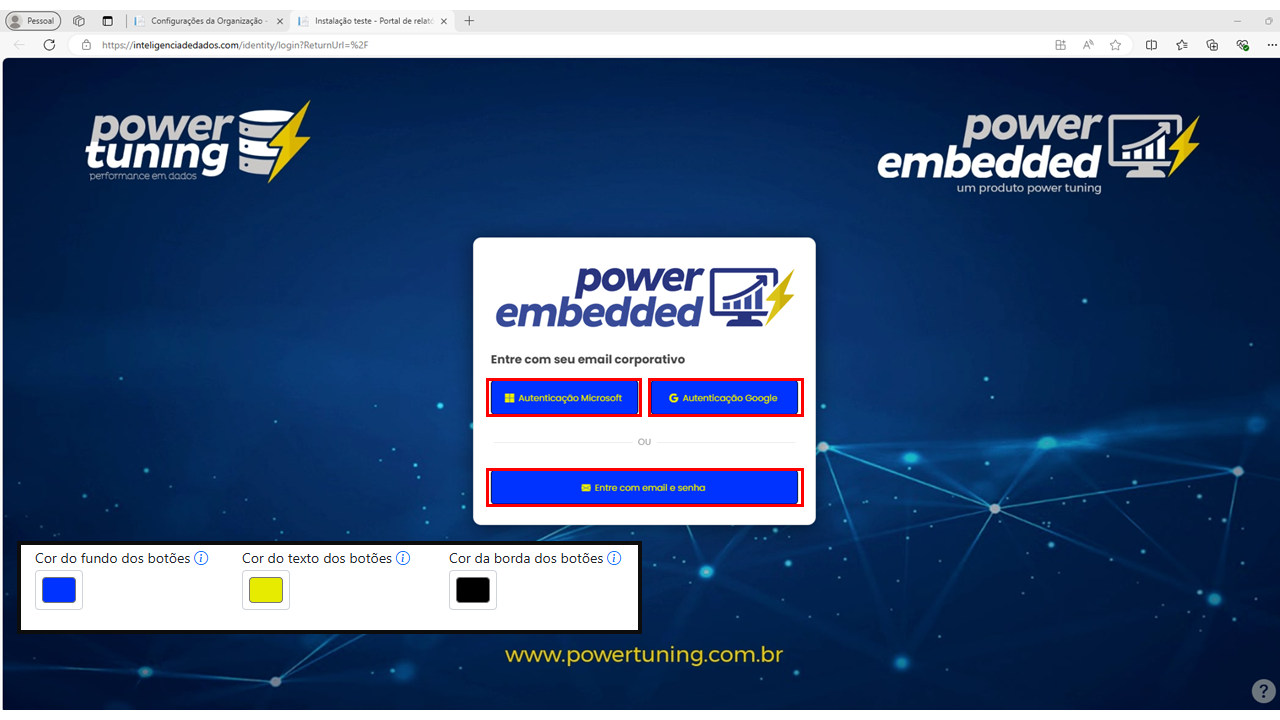 Pessoal
Configurações da Organização -
Instalação teste - Portal de relató
https://inteligenciadedados.com/identity/login?ReturnUrl=%2F
power
tuning
performance em dados
power
embedded
um produto power tuning
power
embedded
Entre com seu email corporativo
Autenticação Microsoft
Autenticação Google
OU
Entre com email e senha
Cor do fundo dos botões
Cor do texto dos botões
Cor da borda dos botões
www.powertuning.com.br
?